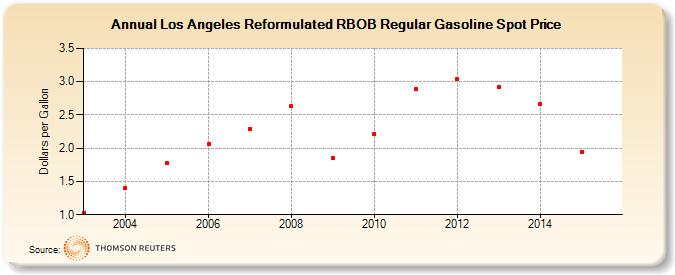 Annual Los Angeles Reformulated RBOB Regular Gasoline Spot Price
Dollars per Gallon
3.5
3.0
2.5
2.0
1.5
1.0
2004 2006 2008 2010 2012 2014
Source: THOMSON REUTERS